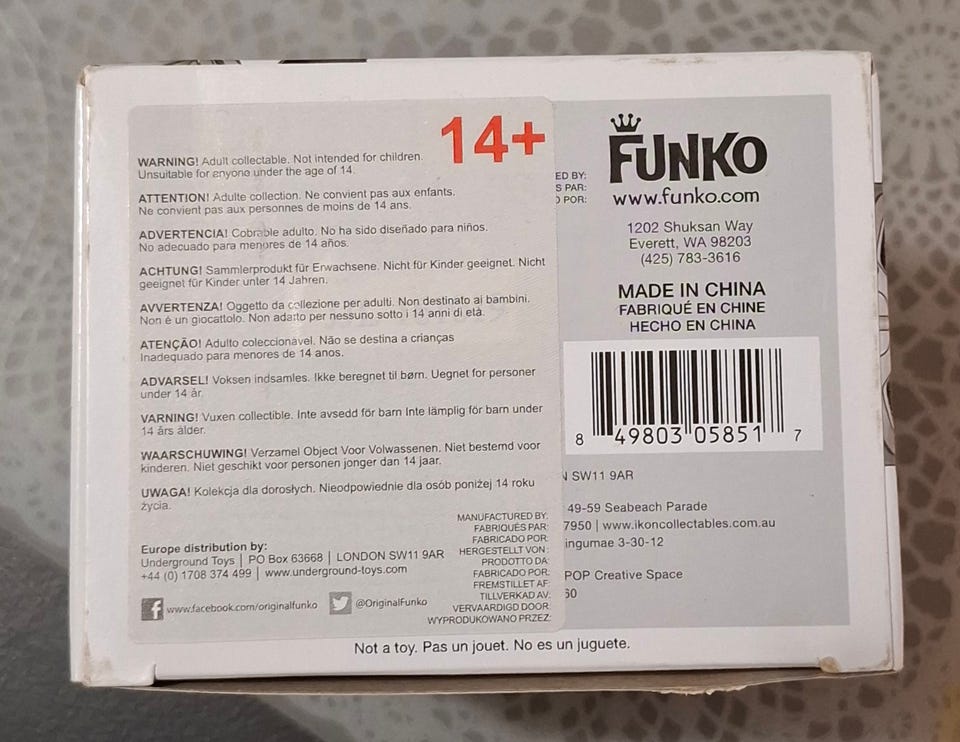 14+
WARNING! Adult collectable. Not intended for children.
Unsuitable for anyone under the age of 14.
ATTENTION! Adulte collection. Ne convient pas aux enfants.
Ne convient pas aux personnes de moins de 14 ans.
ADVERTENCIA! Cobrable adulto. No ha sido diseñado para niños.
No adecuado para menores de 14 años.
ACHTUNG! Sammlerprodukt für Erwachsene. Nicht für Kinder geeignet. Nicht
geeignet für Kinder unter 14 Jahren.
AVVERTENZA! Oggetto da collezione per adulti. Non destinato ai bambini.
Non è un giocattolo. Non adatto per nessuno sotto i 14 anni di età.
ATENÇÃO! Adulto coleccionável. Não se destina a crianças
Inadequado para menores de 14 anos.
ADVARSEL! Voksen indsamles. Ikke beregnet til børn. Uegnet for personer
under 14 år.
VARNING! Vuxen collectible. Inte avsedd för barn Inte lämplig för barn under
14 års ålder.
WAARSCHUWING! Verzamel Object Voor Volwassenen. Niet bestemd voor
kinderen. Niet geschikt voor personen jonger dan 14 jaar.
UWAGA! Kolekcja dla dorosłych. Nieodpowiednie dla osób poniżej 14 roku
życia.
MANUFACTURED BY:
FABRIQUÉS PAR:
FABRICADO POR:
HERGESTELLT VON:
PRODOTTO DA:
FABRICADO POR:
FREMSTILLET AF:
TILLVERKAD AV:
VERVAARDIGD DOOR:
WYPRODUKOWANO PRZEZ:
Europe distribution by:
Underground Toys | PO Box 63668 | LONDON SW11 9AR
+44 (0) 1708 374 499 | www.underground-toys.com
www.facebook.com/originalfunko @OriginalFunko
ED BY:
S PAR:
O POR:
FUNKO
www.funko.com
1202 Shuksan Way
Everett, WA 98203
(425) 783-3616
MADE IN CHINA
FABRIQUÉ EN CHINE
HECHO EN CHINA
8 49803 05851 7
N SW11 9AR
49-59 Seabeach Parade
7950 | www.ikoncollectables.com.au
ingumae 3-30-12
POP Creative Space
60
Not a toy. Pas un jouet. No es un juguete.